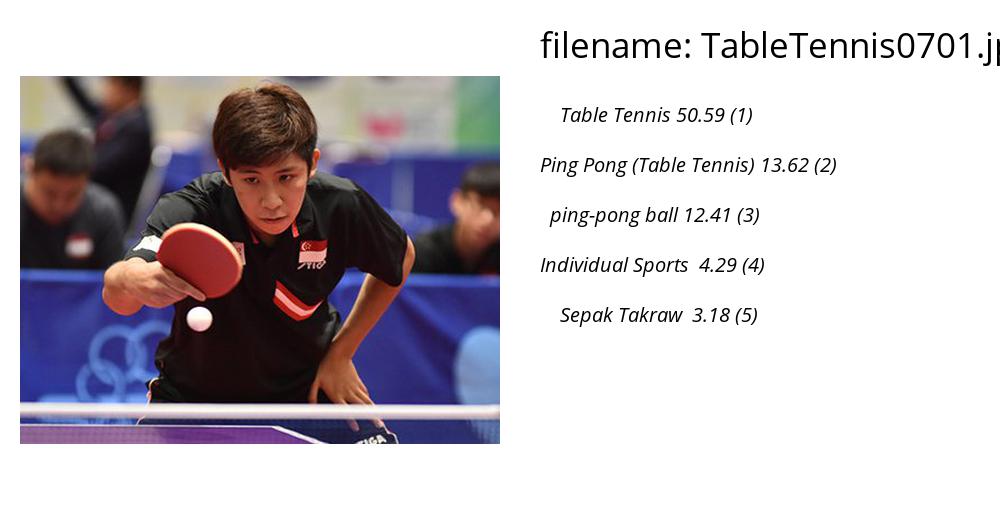 filename: TableTennis0701.jp
Table Tennis 50.59 (1)
Ping Pong (Table Tennis) 13.62 (2)
ping-pong ball 12.41 (3)
Individual Sports 4.29 (4)
Sepak Takraw 3.18 (5)
STIGA